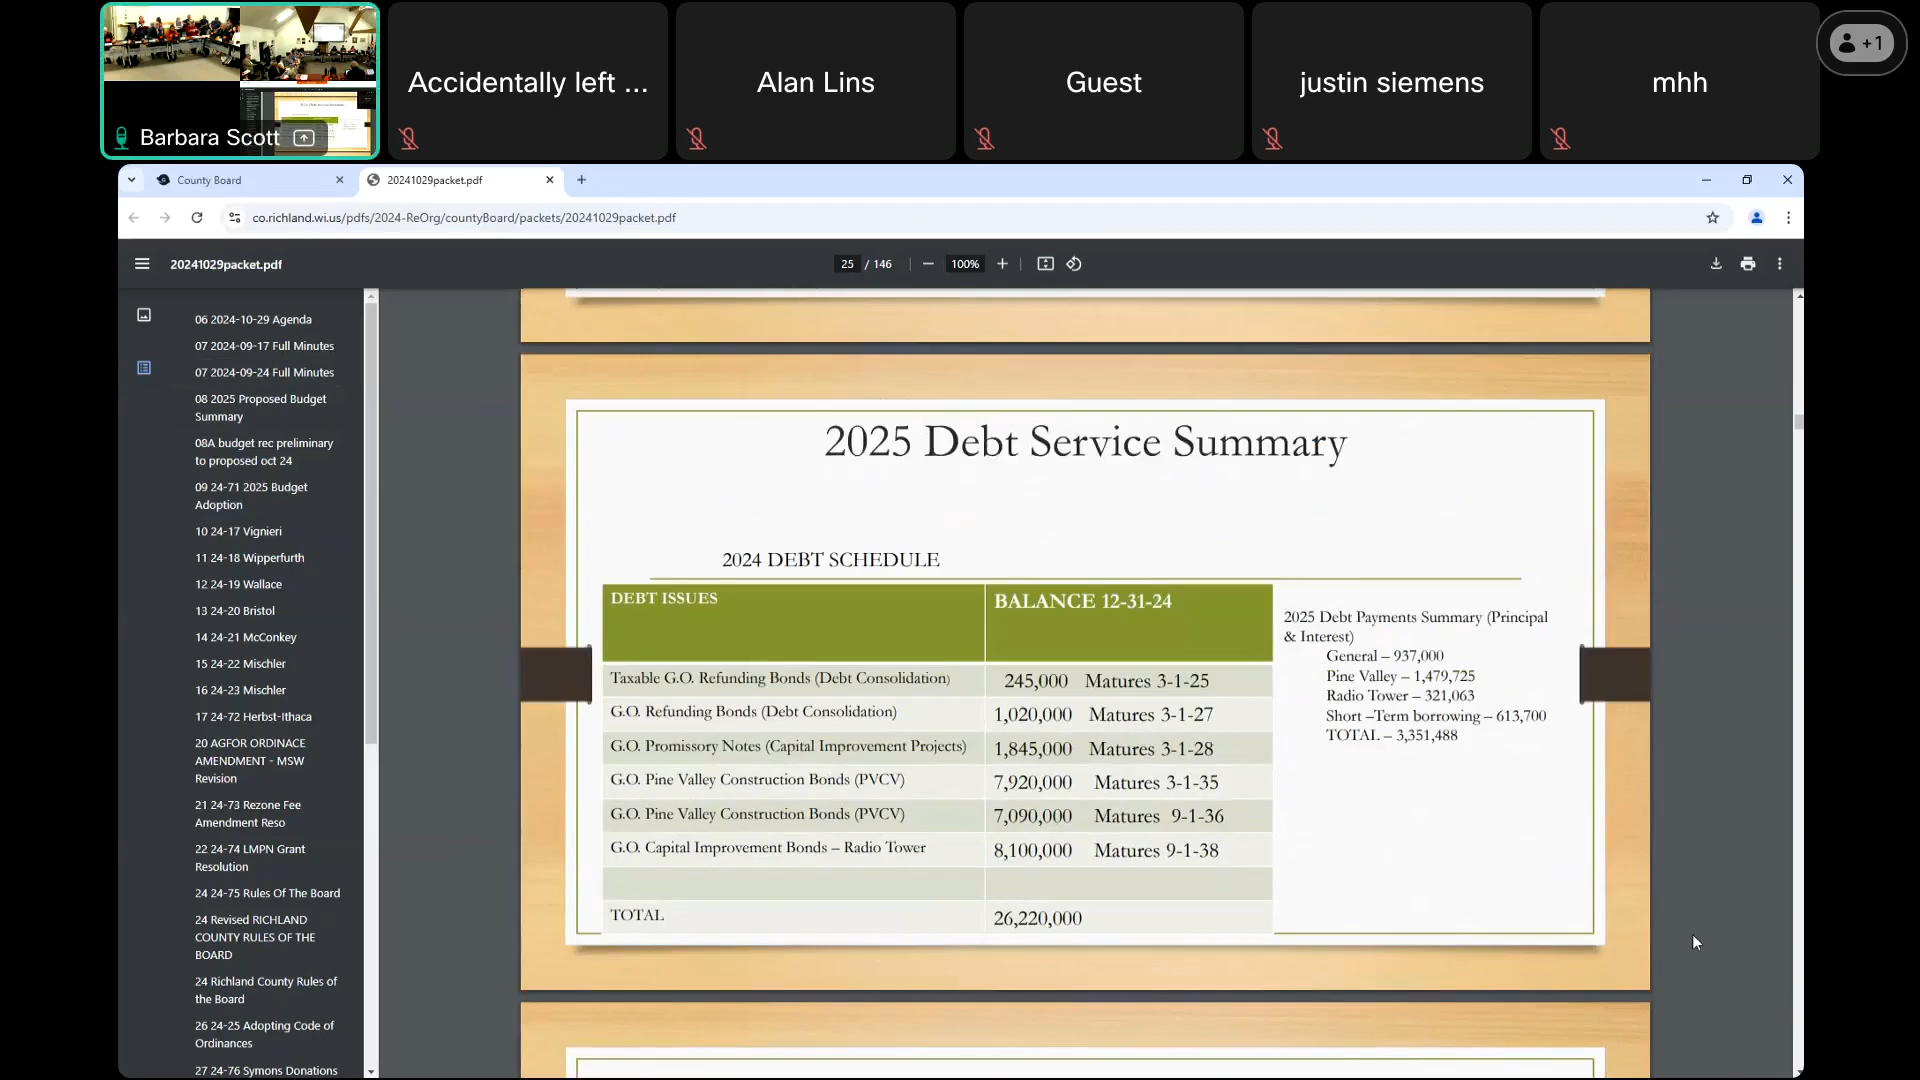 Barbara Scott
Accidentally left ...
Alan Lins
Guest
justin siemens
mhh
+1
County Board
20241029packet.pdf
co.richland.wi.us/pdfs/2024-ReOrg/countyBoard/packets/20241029packet.pdf
20241029packet.pdf
25 / 146
100%
06 2024-10-29 Agenda
07 2024-09-17 Full Minutes
07 2024-09-24 Full Minutes
08 2025 Proposed Budget
Summary
08A budget rec preliminary
to proposed oct 24
09 24-71 2025 Budget
Adoption
10 24-17 Vignieri
11 24-18 Wipperfurth
12 24-19 Wallace
13 24-20 Bristol
14 24-21 McConkey
15 24-22 Mischler
16 24-23 Mischler
17 24-72 Herbst-Ithaca
20 AGFOR ORDINACE
AMENDMENT - MSW
Revision
21 24-73 Rezone Fee
Amendment Reso
22 24-74 LMPN Grant
Resolution
24 24-75 Rules Of The Board
24 Revised RICHLAND
COUNTY RULES OF THE
BOARD
24 Richland County Rules of
the Board
26 24-25 Adopting Code of
Ordinances
27 24-76 Symons Donations
2025 Debt Service Summary
2024 DEBT SCHEDULE
DEBT ISSUES BALANCE 12-31-24
Taxable G.O. Refunding Bonds (Debt Consolidation) 245,000 Matures 3-1-25
G.O. Refunding Bonds (Debt Consolidation) 1,020,000 Matures 3-1-27
G.O. Promissory Notes (Capital Improvement Projects) 1,845,000 Matures 3-1-28
G.O. Pine Valley Construction Bonds (PVCV) 7,920,000 Matures 3-1-35
G.O. Pine Valley Construction Bonds (PVCV) 7,090,000 Matures 9-1-36
G.O. Capital Improvement Bonds – Radio Tower 8,100,000 Matures 9-1-38
TOTAL 26,220,000
2025 Debt Payments Summary (Principal
& Interest)
General – 937,000
Pine Valley – 1,479,725
Radio Tower – 321,063
Short –Term borrowing – 613,700
TOTAL – 3,351,488